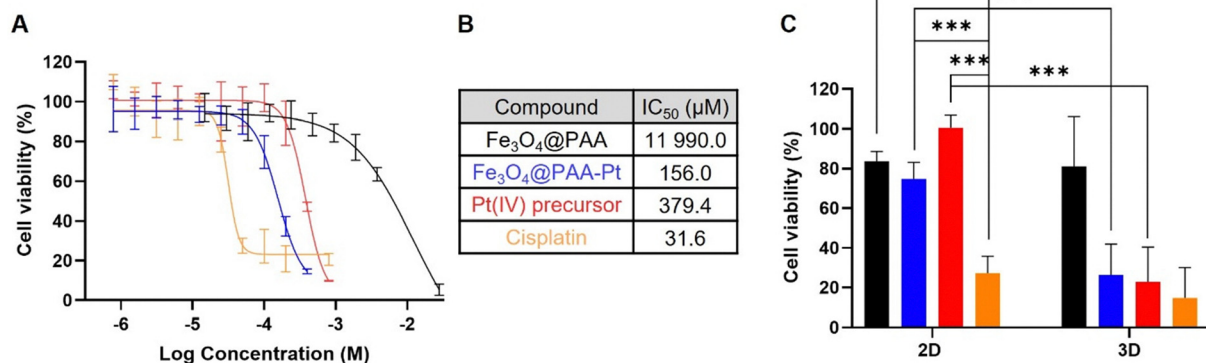 A
Cell viability (%)
120
100
80
60
40
20
0
-6 -5 -4 -3 -2
Log Concentration (M)
B
Compound IC₅₀ (µM)
Fe₃O₄@PAA 11 990.0
Fe₃O₄@PAA-Pt 156.0
Pt(IV) precursor 379.4
Cisplatin 31.6
C
***
***
***
Cell viability (%)
120
100
80
60
40
20
0
2D 3D